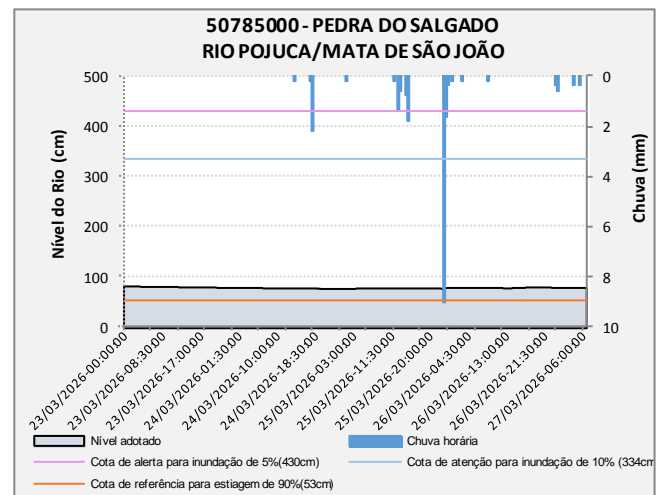 50785000 - PEDRA DO SALGADO
RIO POJUCA/MATA DE SÃO JOÃO
Nível do Rio (cm)
500
400
300
200
100
0
Chuva (mm)
0
2
4
6
8
10
23/03/2026-00:00:00
23/03/2026-08:30:00
23/03/2026-17:00:00
24/03/2026-01:30:00
24/03/2026-10:00:00
24/03/2026-18:30:00
25/03/2026-03:00:00
25/03/2026-11:30:00
25/03/2026-20:00:00
26/03/2026-04:30:00
26/03/2026-13:00:00
26/03/2026-21:30:00
27/03/2026-06:00:00
Nível adotado
Chuva horária
Cota de alerta para inundação de 5%(430cm)
Cota de atenção para inundação de 10% (334cm
Cota de referência para estiagem de 90%(53cm)